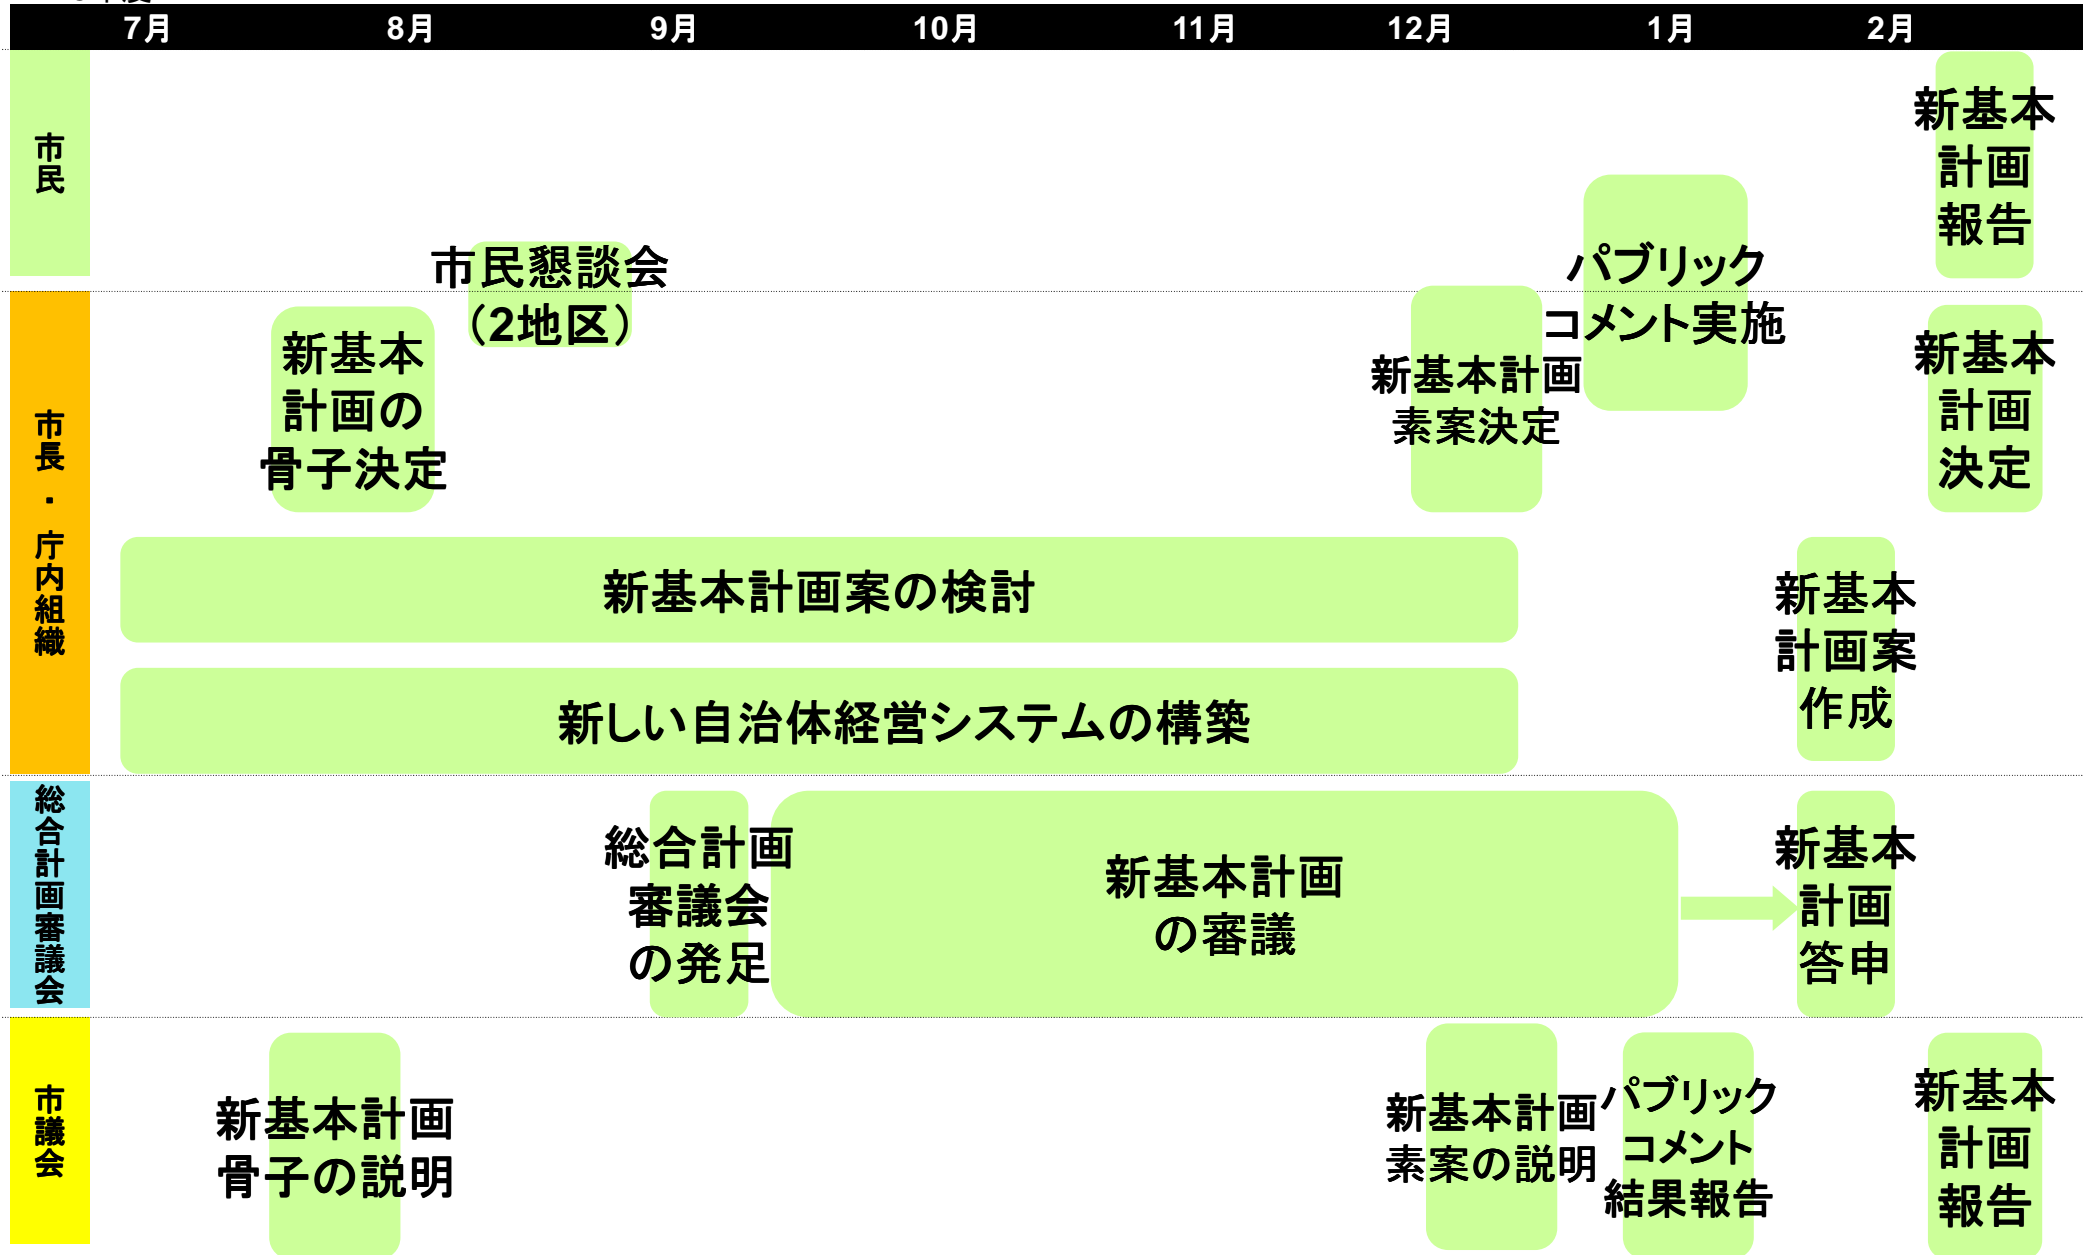 7月 8月 9月 10月 11月 12月 1月 2月
市民
新基本
計画
報告
市民懇談会
（2地区）
パブリック
コメント実施
市長・庁内組織
新基本
計画の
骨子決定
新基本計画
素案決定
新基本
計画
決定
新基本計画案の検討
新しい自治体経営システムの構築
新基本
計画案
作成
総合計画審議会
総合計画
審議会
の発足
新基本計画
の審議
新基本
計画
答申
市議会
新基本計画
骨子の説明
新基本計画
素案の説明
パブリック
コメント
結果報告
新基本
計画
報告